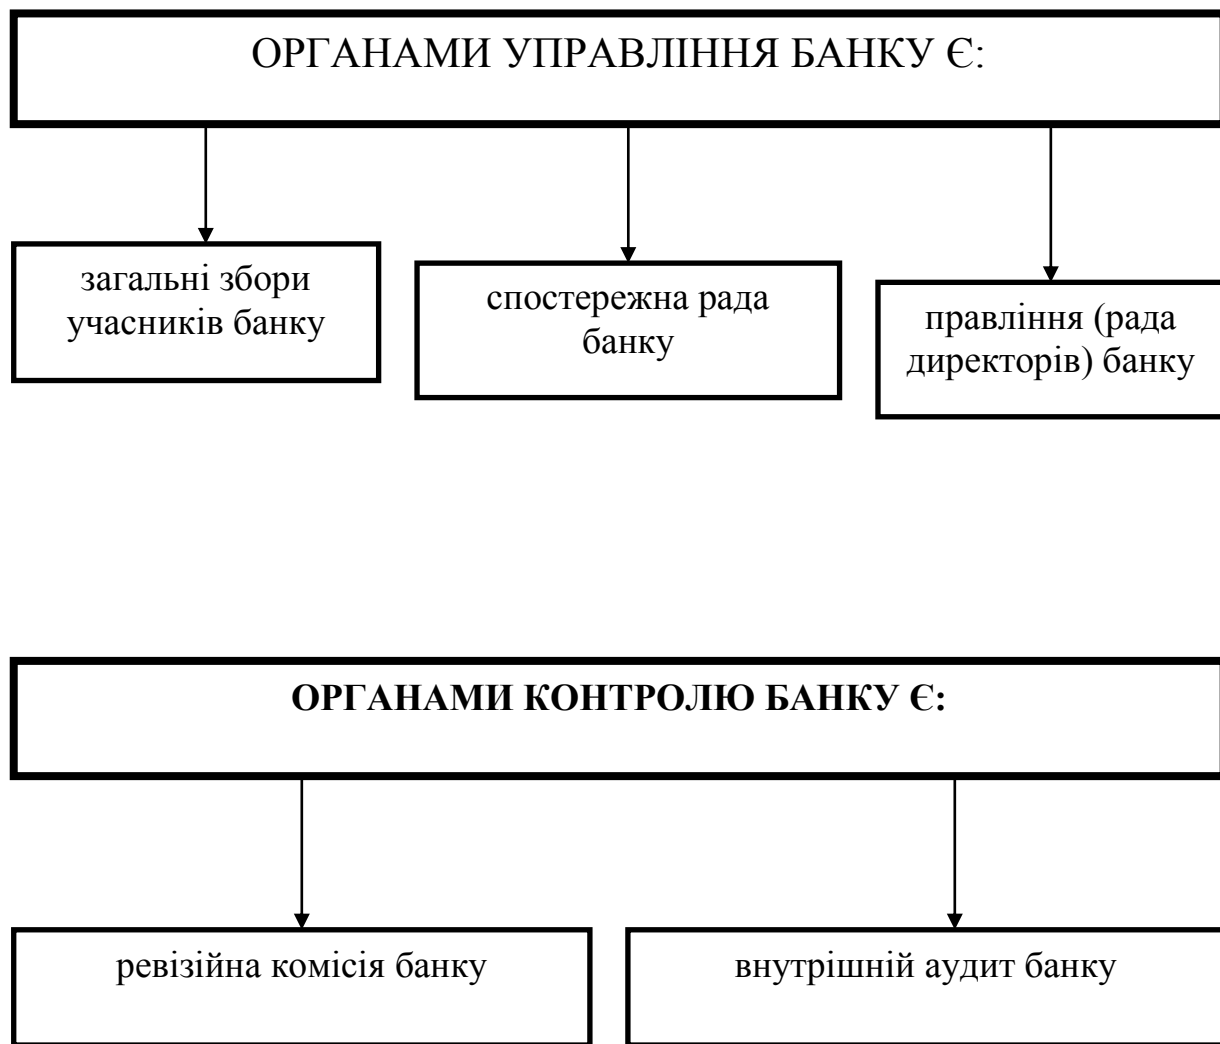 ОРГАНАМИ УПРАВЛІННЯ БАНКУ Є:
загальні збори
учасників банку
спостережна рада
банку
правління (рада
директорів) банку
ОРГАНАМИ КОНТРОЛЮ БАНКУ Є:
ревізійна комісія банку
внутрішній аудит банку